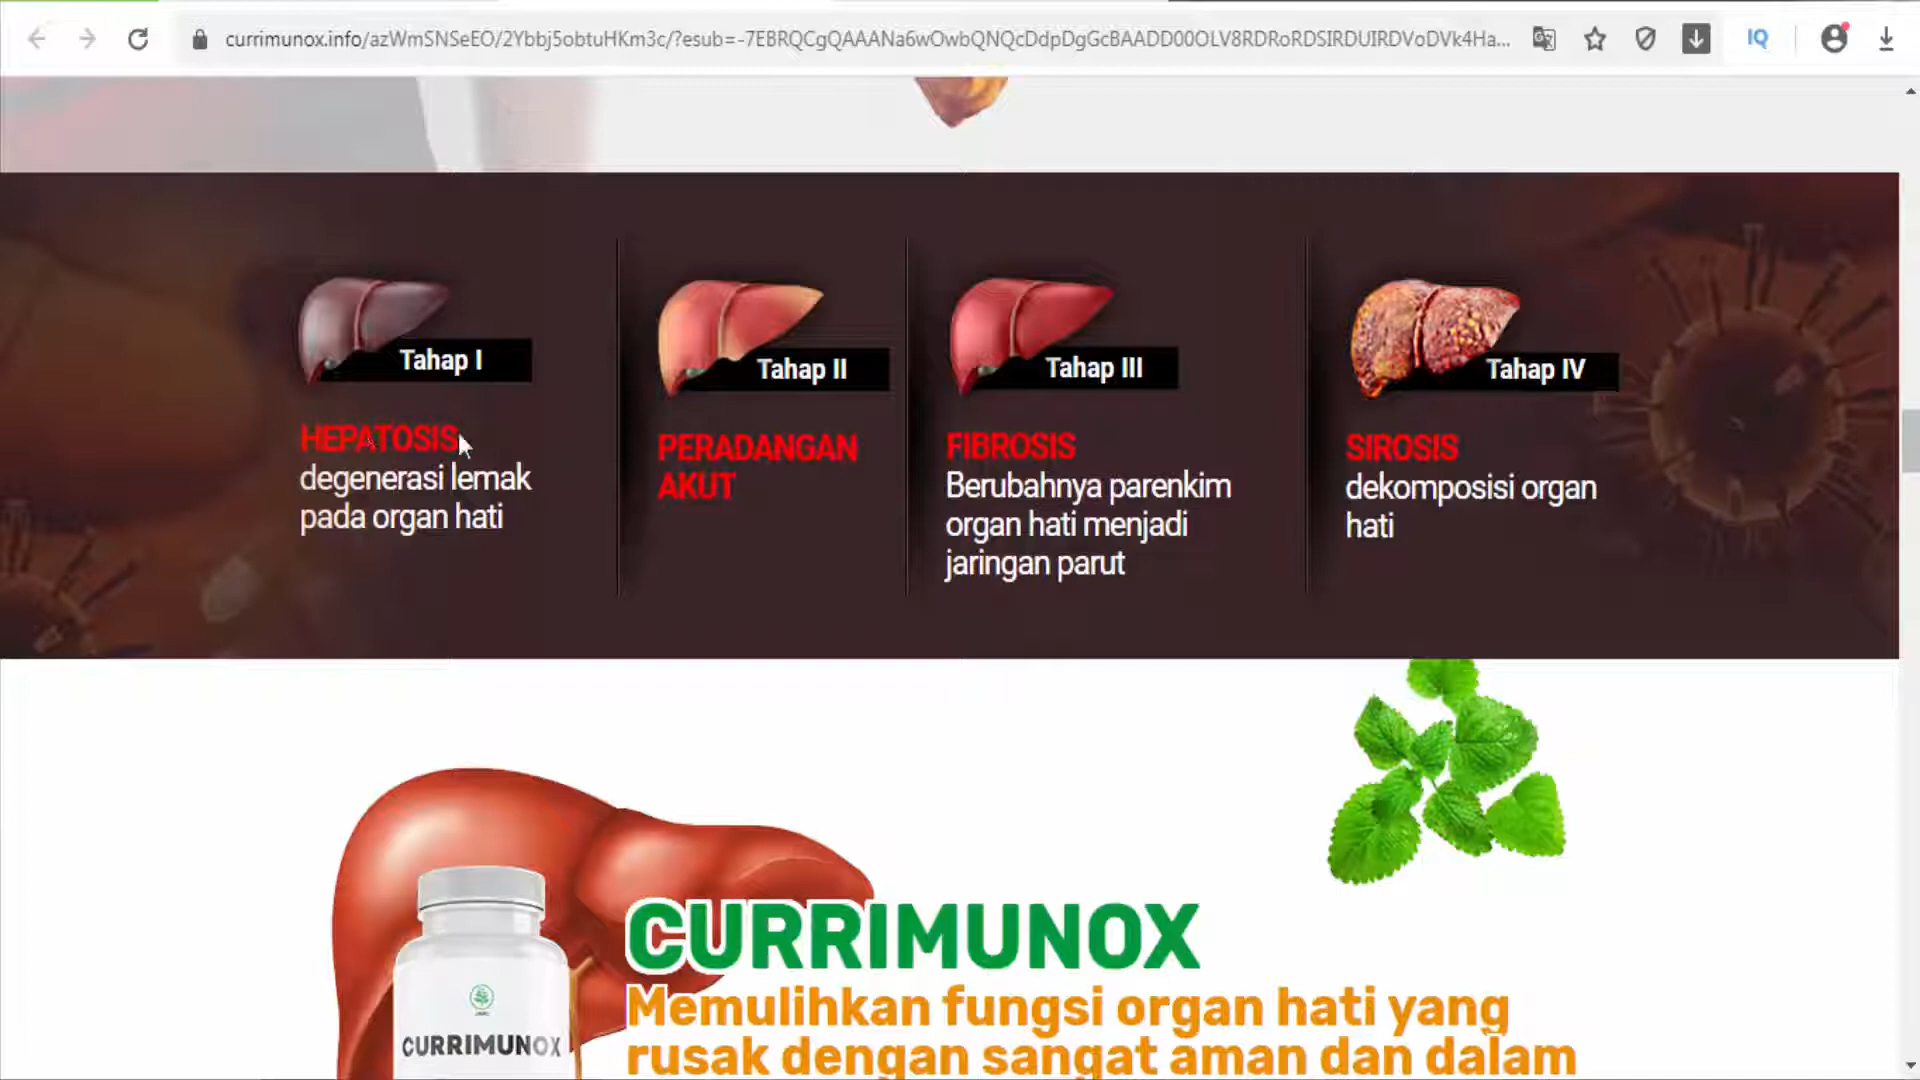 currimunox.info/azWmSNSeEO/2Ybbj5obtuHKm3c/?esub=-7EBRQCgQAAANa6wOwbQNQcDdpDgGcBAADD00OLV8RDRoRDSIRDUIRDVoDVk4Ha...
IQ
Tahap I
Tahap II
Tahap III
Tahap IV
HEPATOSIS
degenerasi lemak
pada organ hati
PERADANGAN
AKUT
FIBROSIS
Berubahnya parenkim
organ hati menjadi
jaringan parut
SIROSIS
dekomposisi organ
hati
CURRIMUNOX
Memulihkan fungsi organ hati yang
rusak dengan sangat aman dan dalam
CURRIMUNOX